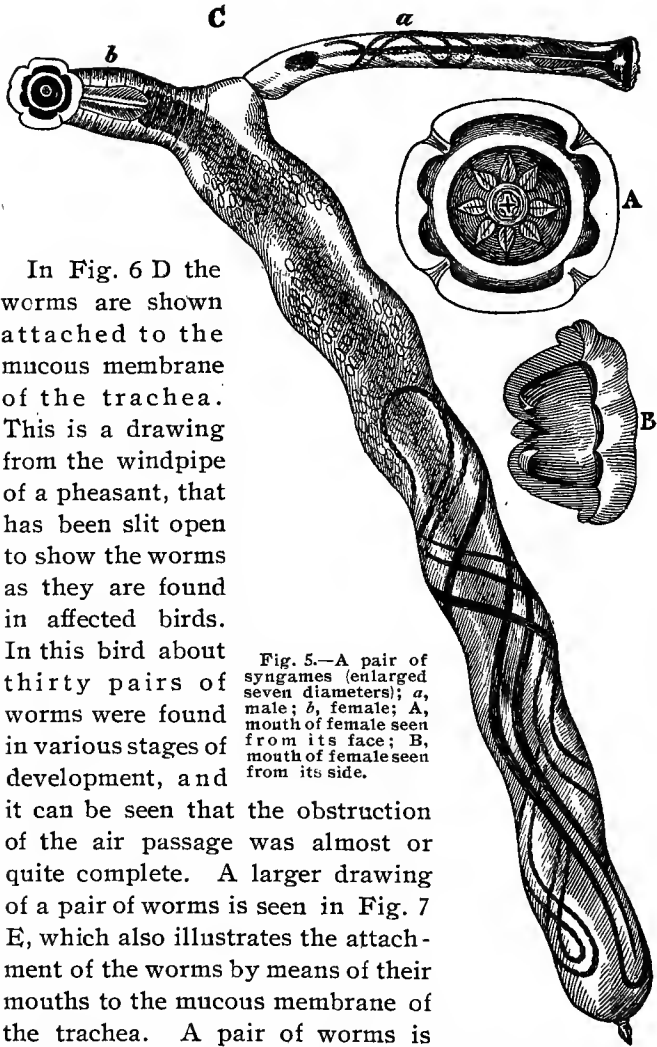 C
a
b
A
B
In Fig. 6 D the
worms are shown
attached to the
mucous membrane
of the trachea.
This is a drawing
from the windpipe
of a pheasant, that
has been slit open
to show the worms
as they are found
in affected birds.
In this bird about
thirty pairs of
worms were found
in various stages of
development, and
Fig. 5.—A pair of
syngames (enlarged
seven diameters); a,
male; b, female; A,
mouth of female seen
from its face; B,
mouth of female seen
from its side.
it can be seen that the obstruction
of the air passage was almost or
quite complete. A larger drawing
of a pair of worms is seen in Fig. 7
E, which also illustrates the attach-
ment of the worms by means of their
mouths to the mucous membrane of
the trachea. A pair of worms is